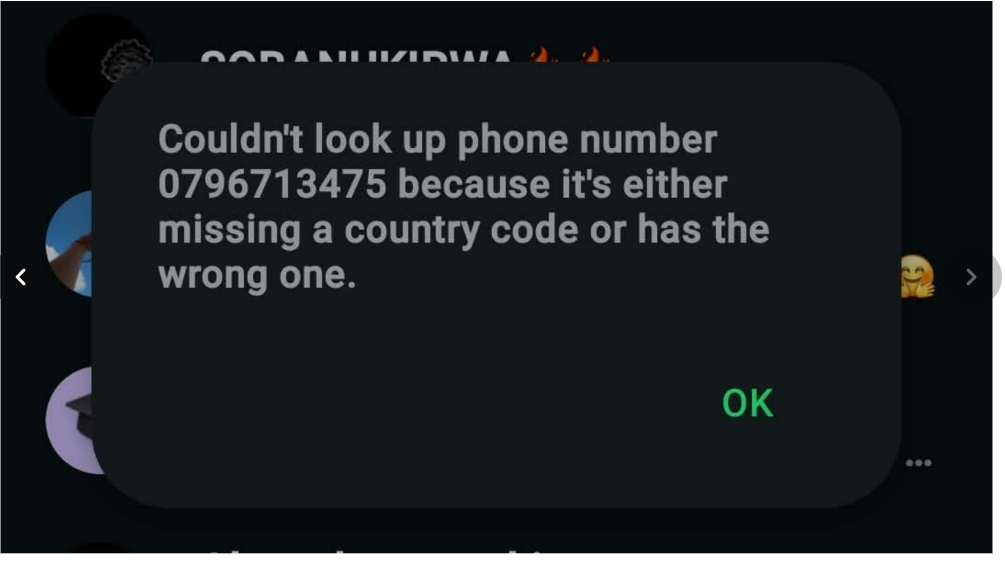 Couldn't look up phone number
0796713475 because it's either
missing a country code or has the
wrong one.
OK